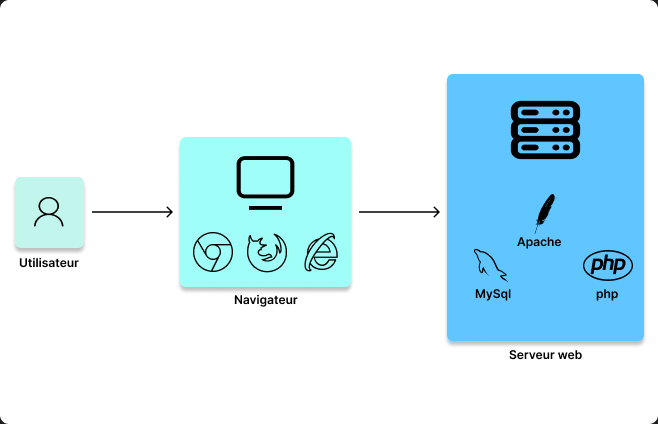 Utilisateur
Navigateur
Apache
MySql
php
php
Serveur web